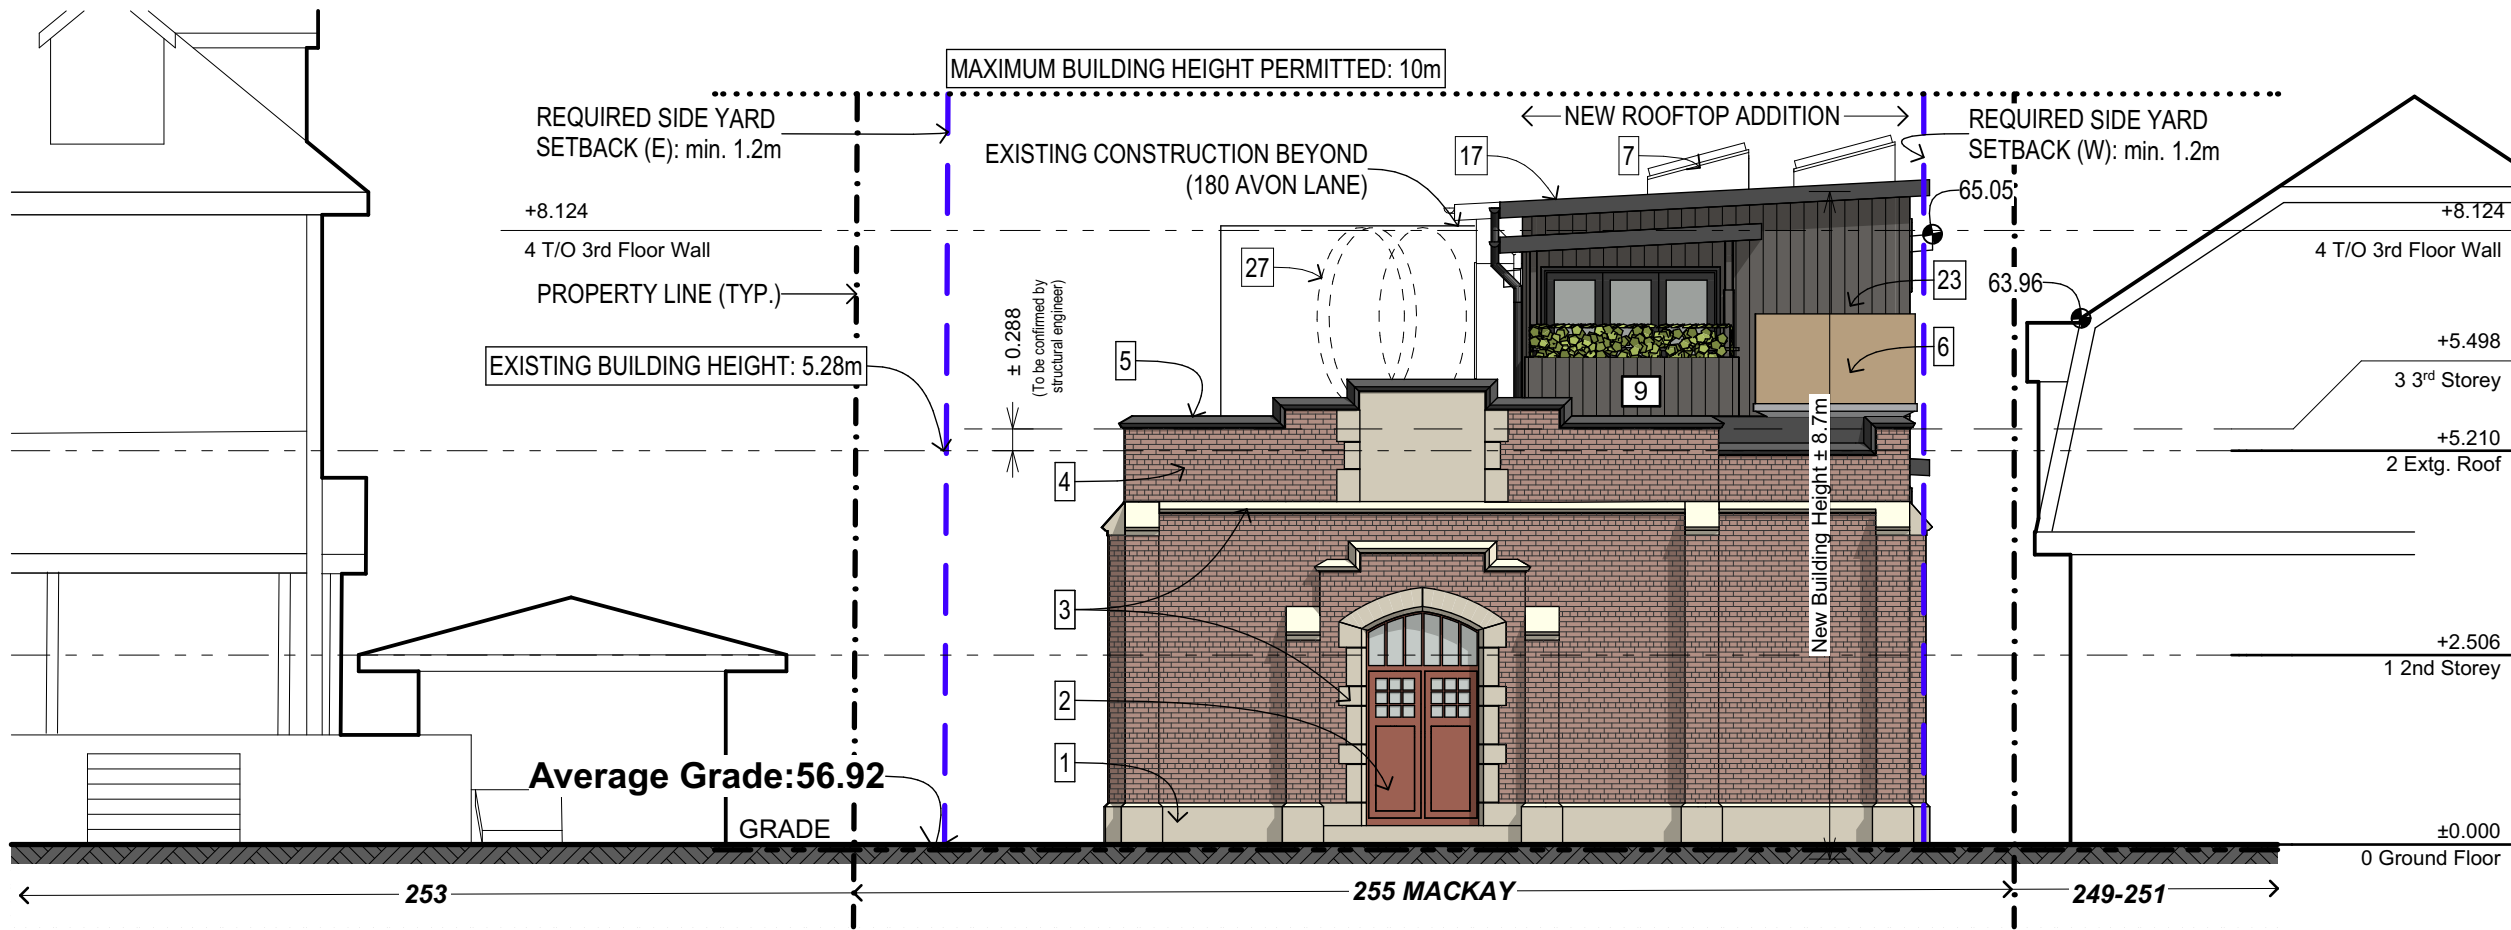 MAXIMUM BUILDING HEIGHT PERMITTED: 10m
REQUIRED SIDE YARD
SETBACK (E): min. 1.2m
NEW ROOFTOP ADDITION
REQUIRED SIDE YARD
SETBACK (W): min. 1.2m
EXISTING CONSTRUCTION BEYOND
(180 AVON LANE)
17
7
65.05
+8.124
4 T/O 3rd Floor Wall
+8.124
4 T/O 3rd Floor Wall
PROPERTY LINE (TYP.)
27
23
63.96
± 0.288
(To be confirmed by
structural engineer)
EXISTING BUILDING HEIGHT: 5.28m
5
6
9
+5.498
3 3rd Storey
+5.210
2 Extg. Roof
4
New Building Height ± 8.7m
3
+2.506
1 2nd Storey
2
1
Average Grade:56.92
GRADE
±0.000
0 Ground Floor
253
255 MACKAY
249-251